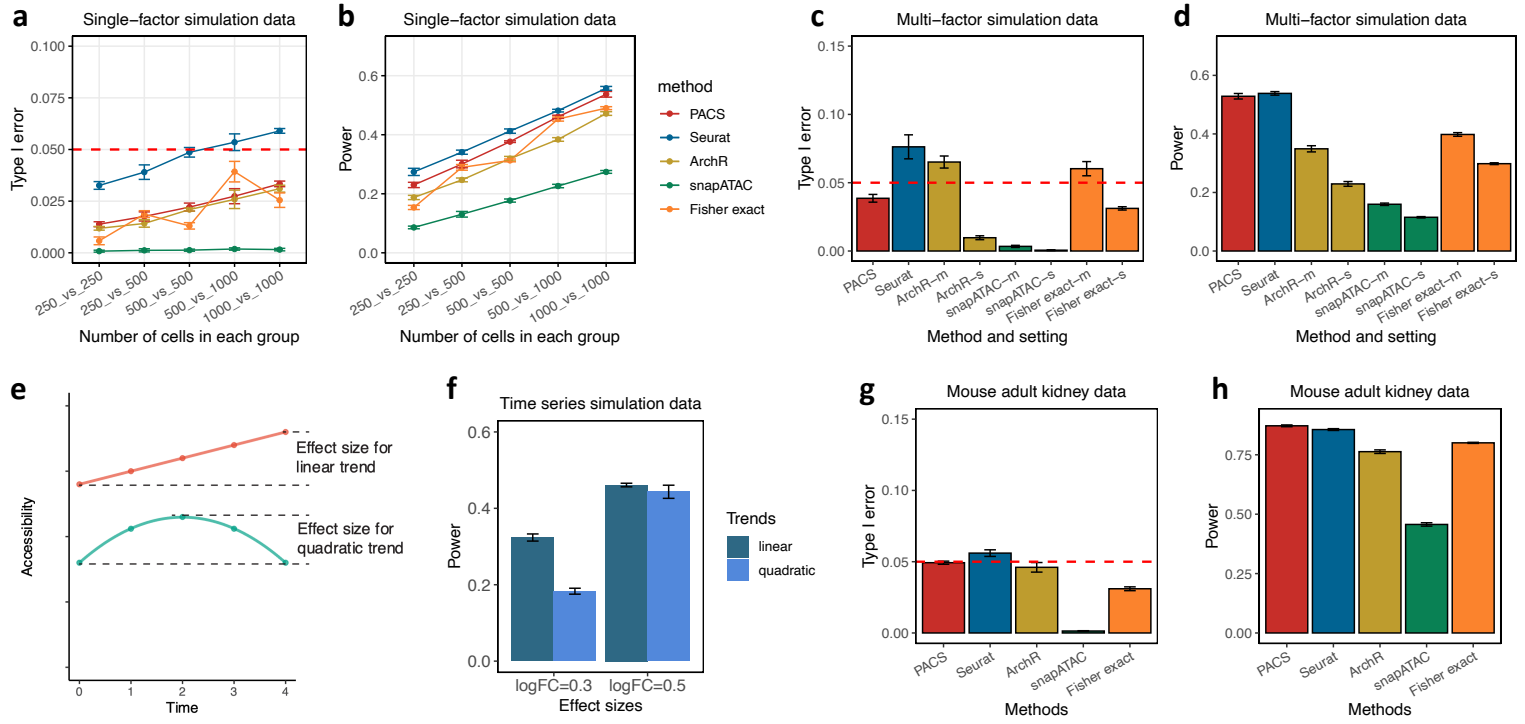 a
Single−factor simulation data
Type I error
0.100
0.075
0.050
0.025
0.000
250_vs_250
250_vs_500
500_vs_500
500_vs_1000
1000_vs_1000
Number of cells in each group
b
Single−factor simulation data
Power
0.6
0.4
0.2
0.0
250_vs_250
250_vs_500
500_vs_500
500_vs_1000
1000_vs_1000
Number of cells in each group
method
PACS
Seurat
ArchR
snapATAC
Fisher exact
c
Multi−factor simulation data
Type I error
0.15
0.10
0.05
0.00
PACS
Seurat
ArchR−m
ArchR−s
snapATAC−m
snapATAC−s
Fisher exact−m
Fisher exact−s
Method and setting
d
Multi−factor simulation data
Power
0.6
0.4
0.2
0.0
PACS
Seurat
ArchR−m
ArchR−s
snapATAC−m
snapATAC−s
Fisher exact−m
Fisher exact−s
Method and setting
e
Accessibility
Effect size for
linear trend
Effect size for
quadratic trend
0
1
2
3
4
Time
f
Time series simulation data
Power
0.6
0.4
0.2
0.0
logFC=0.3
logFC=0.5
Effect sizes
Trends
linear
quadratic
g
Mouse adult kidney data
Type I error
0.15
0.10
0.05
0.00
PACS
Seurat
ArchR
snapATAC
Fisher exact
Methods
h
Mouse adult kidney data
Power
0.75
0.50
0.25
0.00
PACS
Seurat
ArchR
snapATAC
Fisher exact
Methods